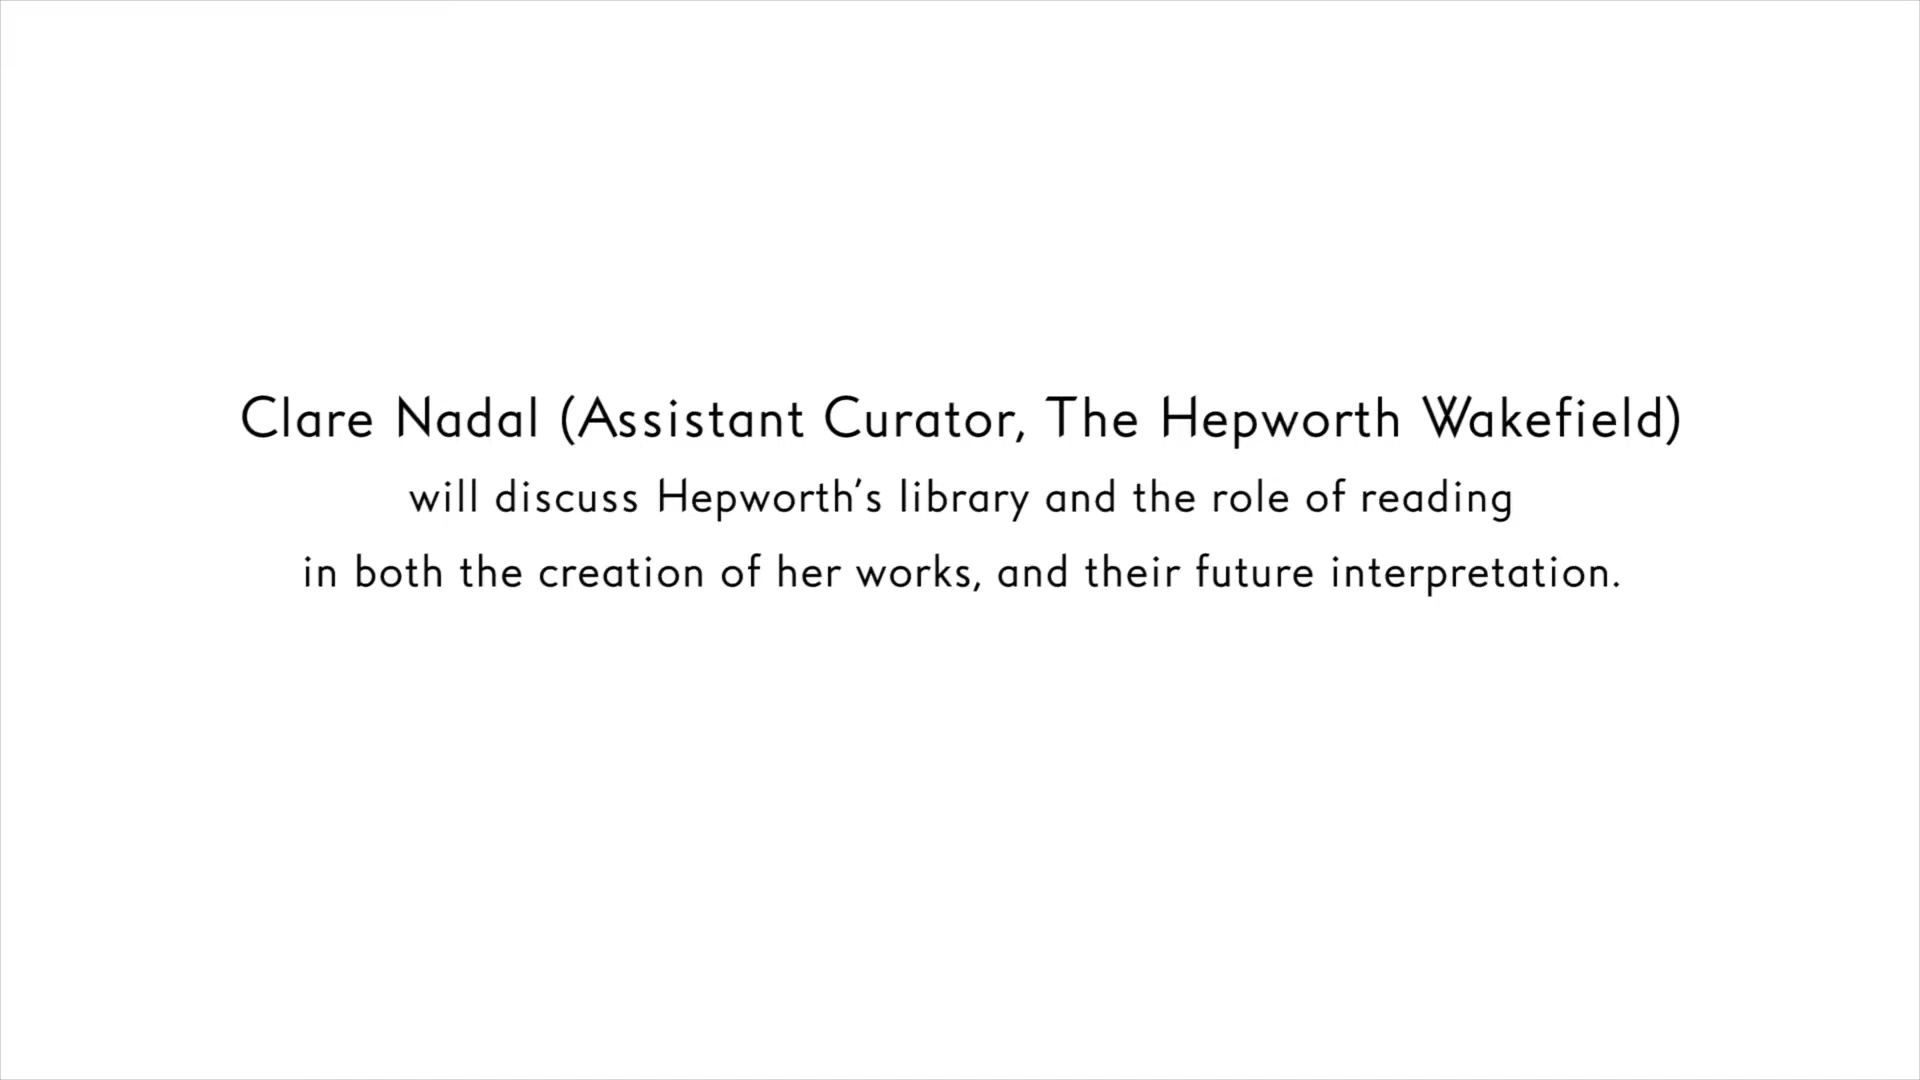 Clare Nadal (Assistant Curator, The Hepworth Wakefield)
will discuss Hepworth’s library and the role of reading
in both the creation of her works, and their future interpretation.